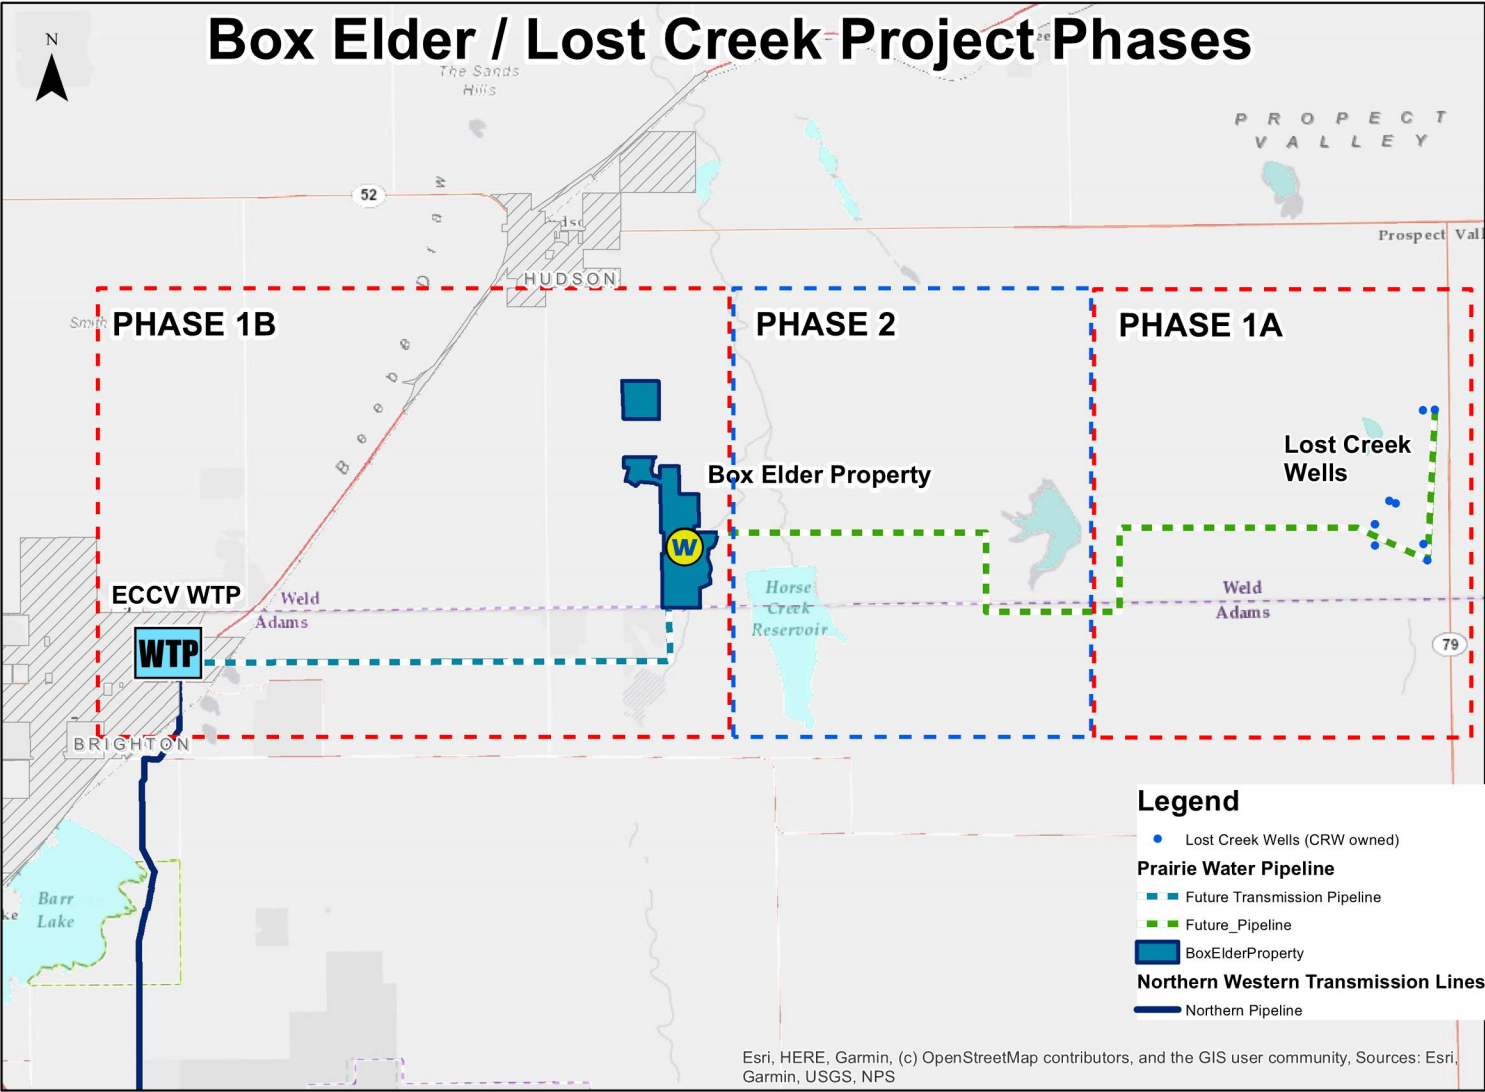 Box Elder / Lost Creek Project Phases
N
The Sands
Hills
PROPECT
VALLEY
52
Prospect Vall
HUDSON
Beebe Draw
Smith
PHASE 1B
PHASE 2
PHASE 1A
Lost Creek
Wells
Box Elder Property
W
ECCV WTP
Weld
Adams
WTP
Horse
Creek
Reservoir
Weld
Adams
79
BRIGHTON
Barr
Lake
ke
Legend
Lost Creek Wells (CRW owned)
Prairie Water Pipeline
Future Transmission Pipeline
Future_Pipeline
BoxElderProperty
Northern Western Transmission Lines
Northern Pipeline
Esri, HERE, Garmin, (c) OpenStreetMap contributors, and the GIS user community, Sources: Esri,
Garmin, USGS, NPS